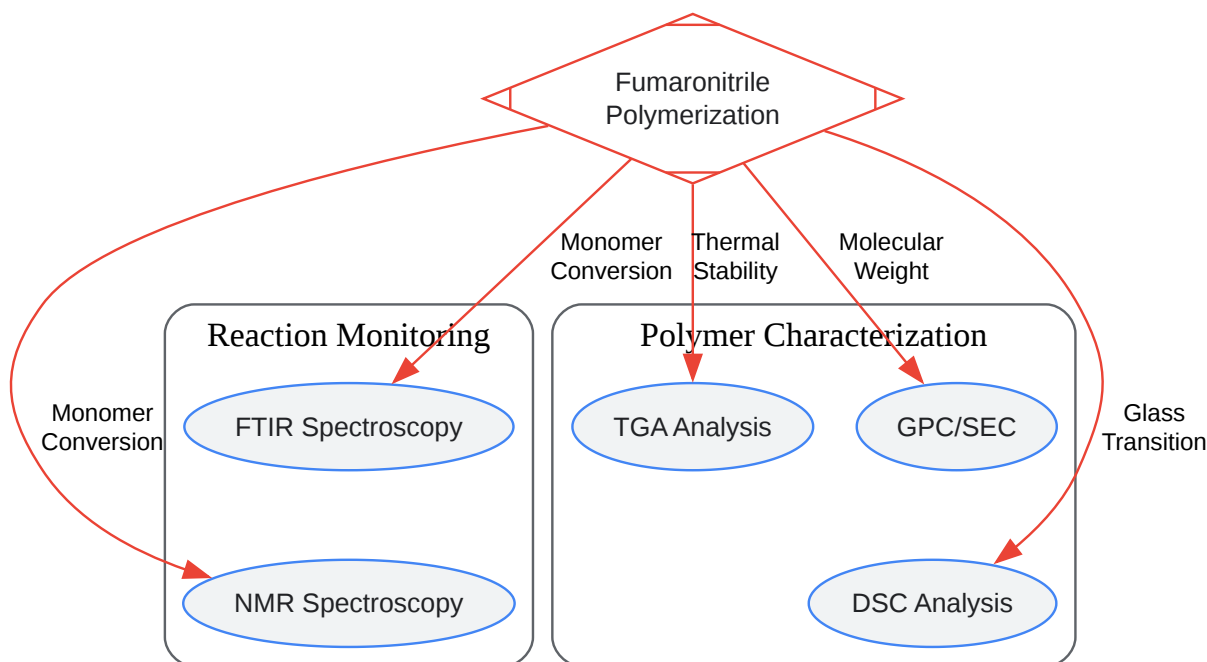 Fumaronitrile
Polymerization
Monomer
Conversion
Thermal
Stability
Molecular
Weight
Reaction Monitoring
Polymer Characterization
Monomer
Conversion
FTIR Spectroscopy
TGA Analysis
GPC/SEC
Glass
Transition
NMR Spectroscopy
DSC Analysis